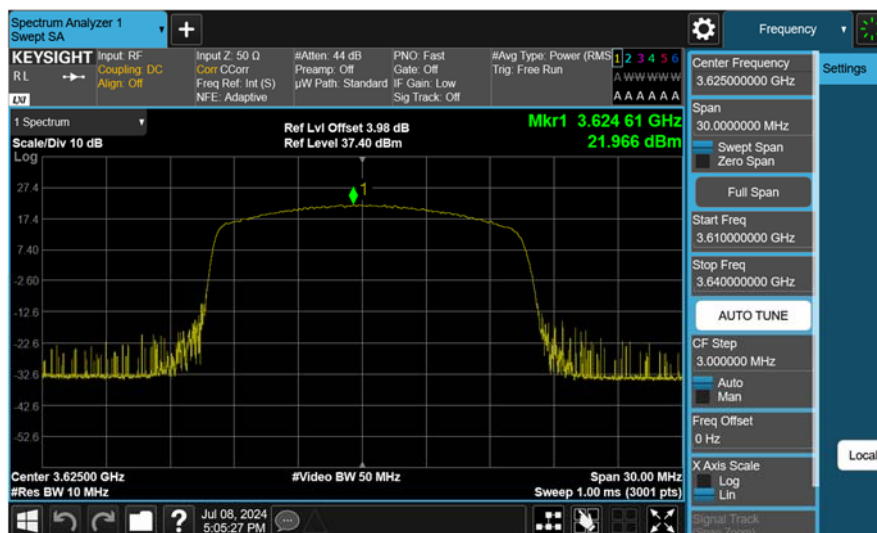 Spectrum Analyzer 1
Swept SA
Frequency
KEYSIGHT
RL
LXI
Input: RF
Coupling: DC
Align: Off
Input Z: 50 Ω
Corr CCorr
Freq Ref: Int (S)
NFE: Adaptive
#Atten: 44 dB
Preamp: Off
µW Path: Standard
PNO: Fast
Gate: Off
IF Gain: Low
Sig Track: Off
#Avg Type: Power (RMS
Trig: Free Run
1 2 3 4 5 6
A W W W W W
A A A A A A
1 Spectrum
Scale/Div 10 dB
Log
Ref Lvl Offset 3.98 dB
Ref Level 37.40 dBm
Mkr1 3.624 61 GHz
21.966 dBm
1
27.4
17.4
7.40
-2.60
-12.6
-22.6
-32.6
-42.6
-52.6
Center 3.62500 GHz
#Res BW 10 MHz
#Video BW 50 MHz
Span 30.00 MHz
Sweep 1.00 ms (3001 pts)
Center Frequency
3.625000000 GHz
Settings
Span
30.0000000 MHz
Swept Span
Zero Span
Full Span
Start Freq
3.610000000 GHz
Stop Freq
3.640000000 GHz
AUTO TUNE
CF Step
3.000000 MHz
Auto
Man
Freq Offset
0 Hz
Local
X Axis Scale
Log
Lin
Signal Track
(Span Zoom)
?
Jul 08, 2024
5:05:27 PM